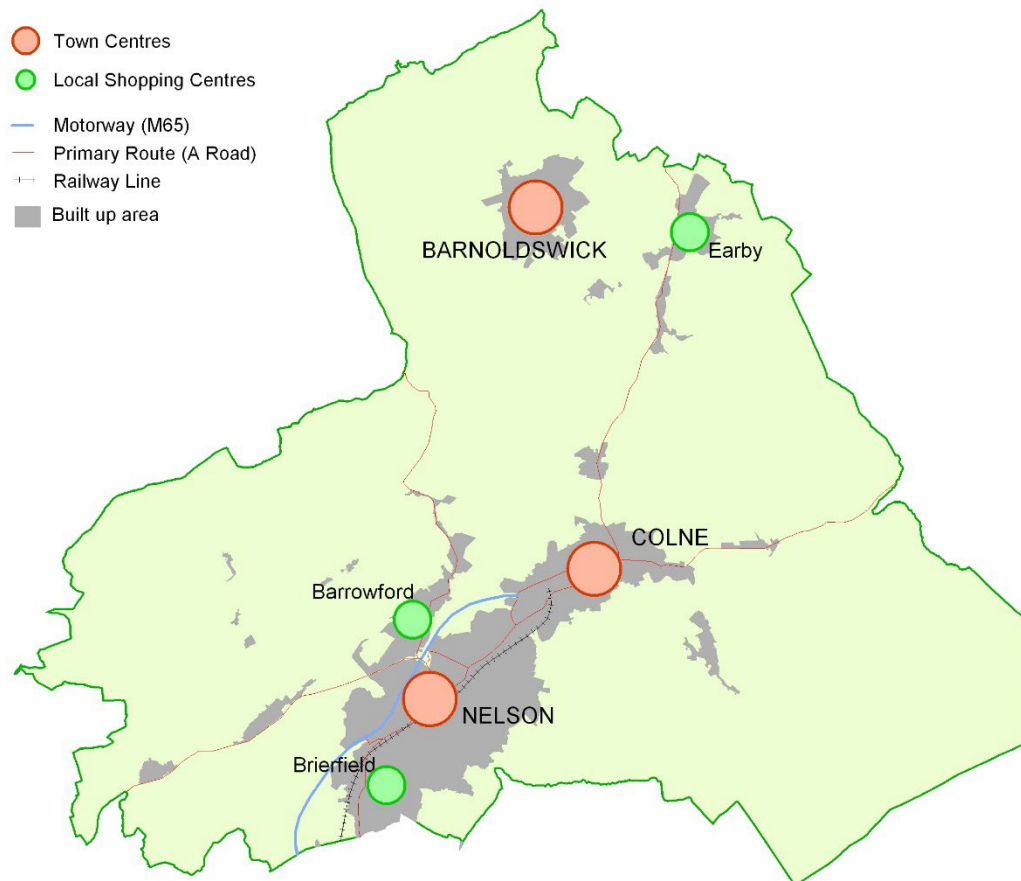 Town Centres
Local Shopping Centres
Motorway (M65)
Primary Route (A Road)
Railway Line
Built up area
BARNOLDSWICK
Earby
COLNE
Barrowford
NELSON
Brierfield